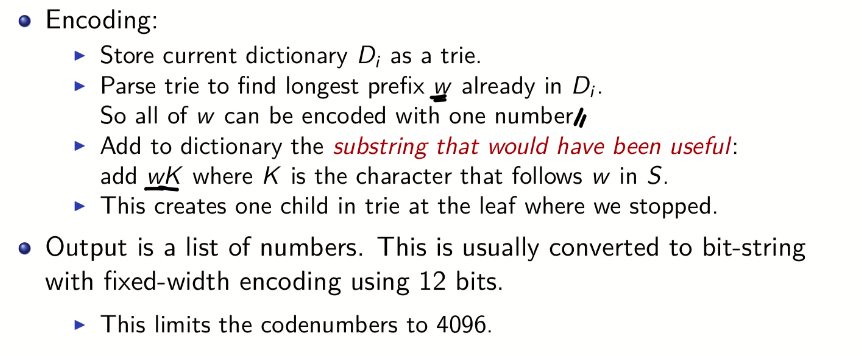 Encoding:
Store current dictionary Di as a trie.
Parse trie to find longest prefix w already in Di.
So all of w can be encoded with one number
Add to dictionary the substring that would have been useful:
add wK where K is the character that follows w in S.
This creates one child in trie at the leaf where we stopped.
Output is a list of numbers. This is usually converted to bit-string
with fixed-width encoding using 12 bits.
This limits the codenumbers to 4096.